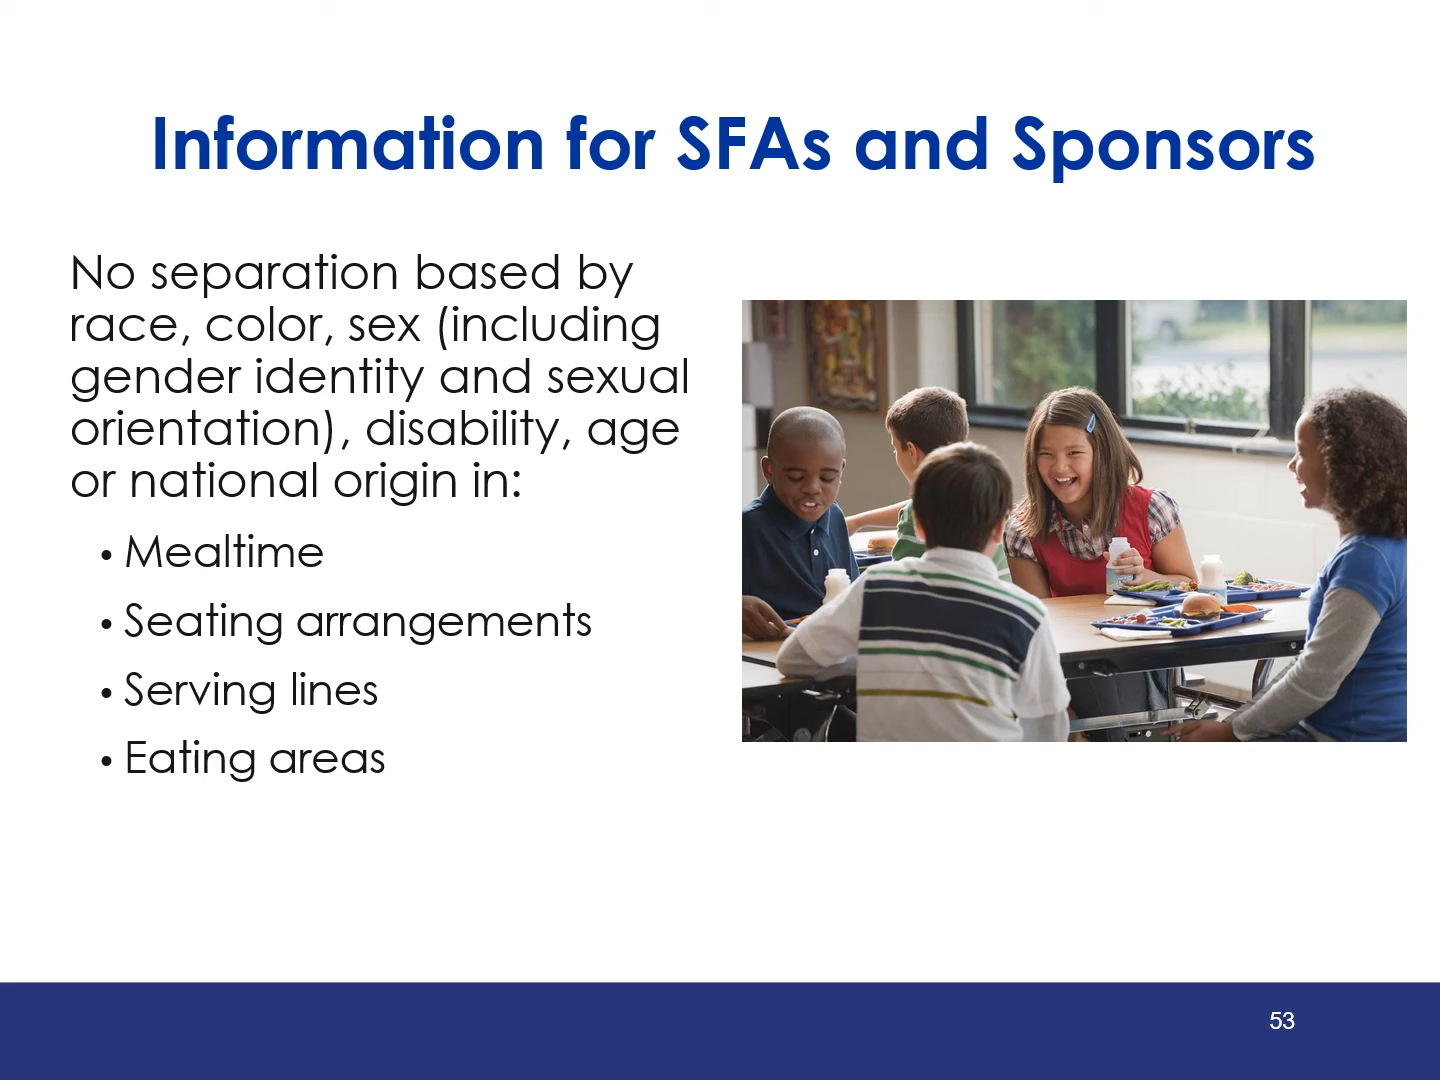 Information for SFAs and Sponsors
No separation based by
race, color, sex (including
gender identity and sexual
orientation), disability, age
or national origin in:
• Mealtime
• Seating arrangements
• Serving lines
• Eating areas
53